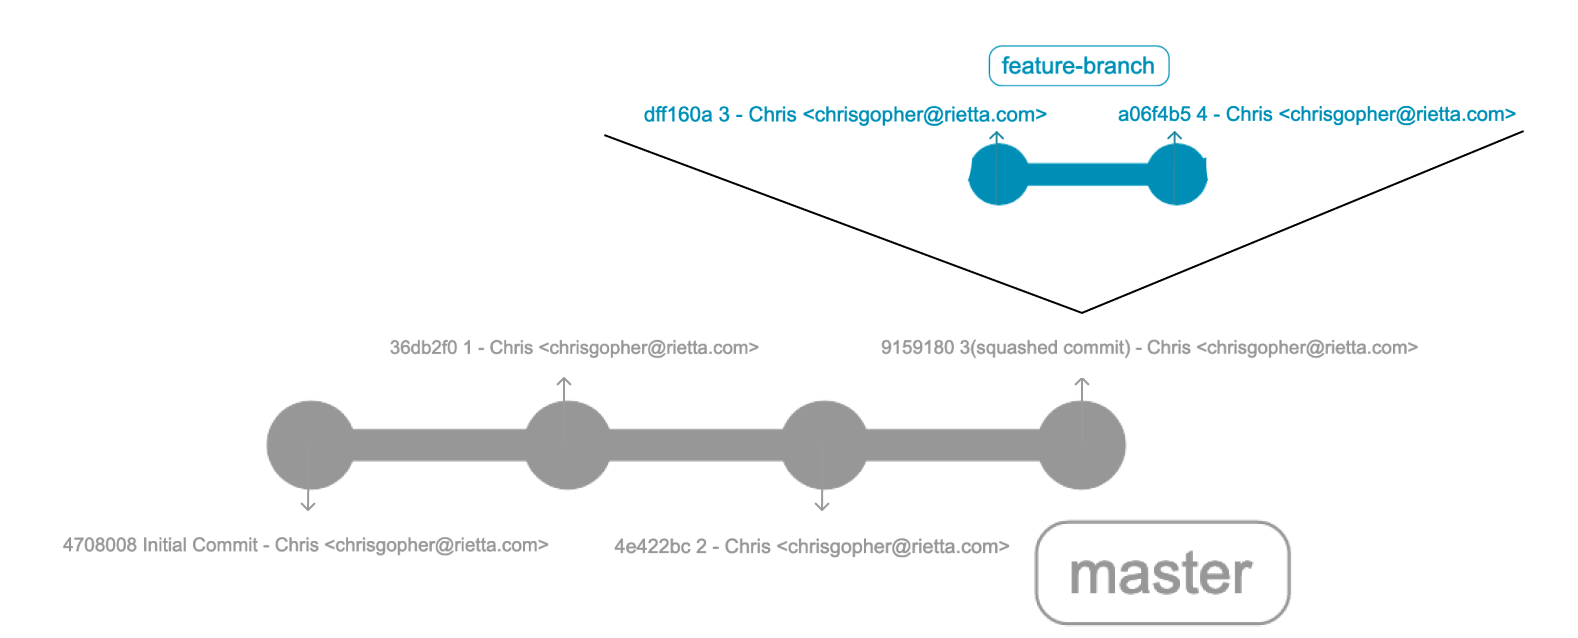 feature-branch
dff160a 3 - Chris <chrisgopher@rietta.com>
a06f4b5 4 - Chris <chrisgopher@rietta.com>
36db2f0 1 - Chris <chrisgopher@rietta.com>
9159180 3(squashed commit) - Chris <chrisgopher@rietta.com>
4708008 Initial Commit - Chris <chrisgopher@rietta.com>
4e422bc 2 - Chris <chrisgopher@rietta.com>
master